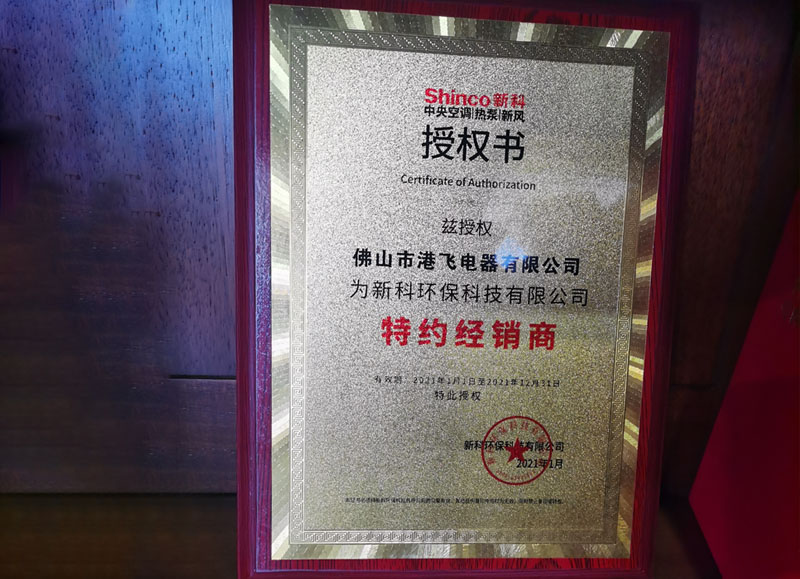 Shinco新科
中央空调|热泵|新风
授权书
Certificate of Authorization
兹授权
佛山市港飞电器有限公司
为新科环保科技有限公司
特约经销商
有效期：2021年1月1日至2021年12月31日
特此授权
新科环保科技有限公司
2021年1月